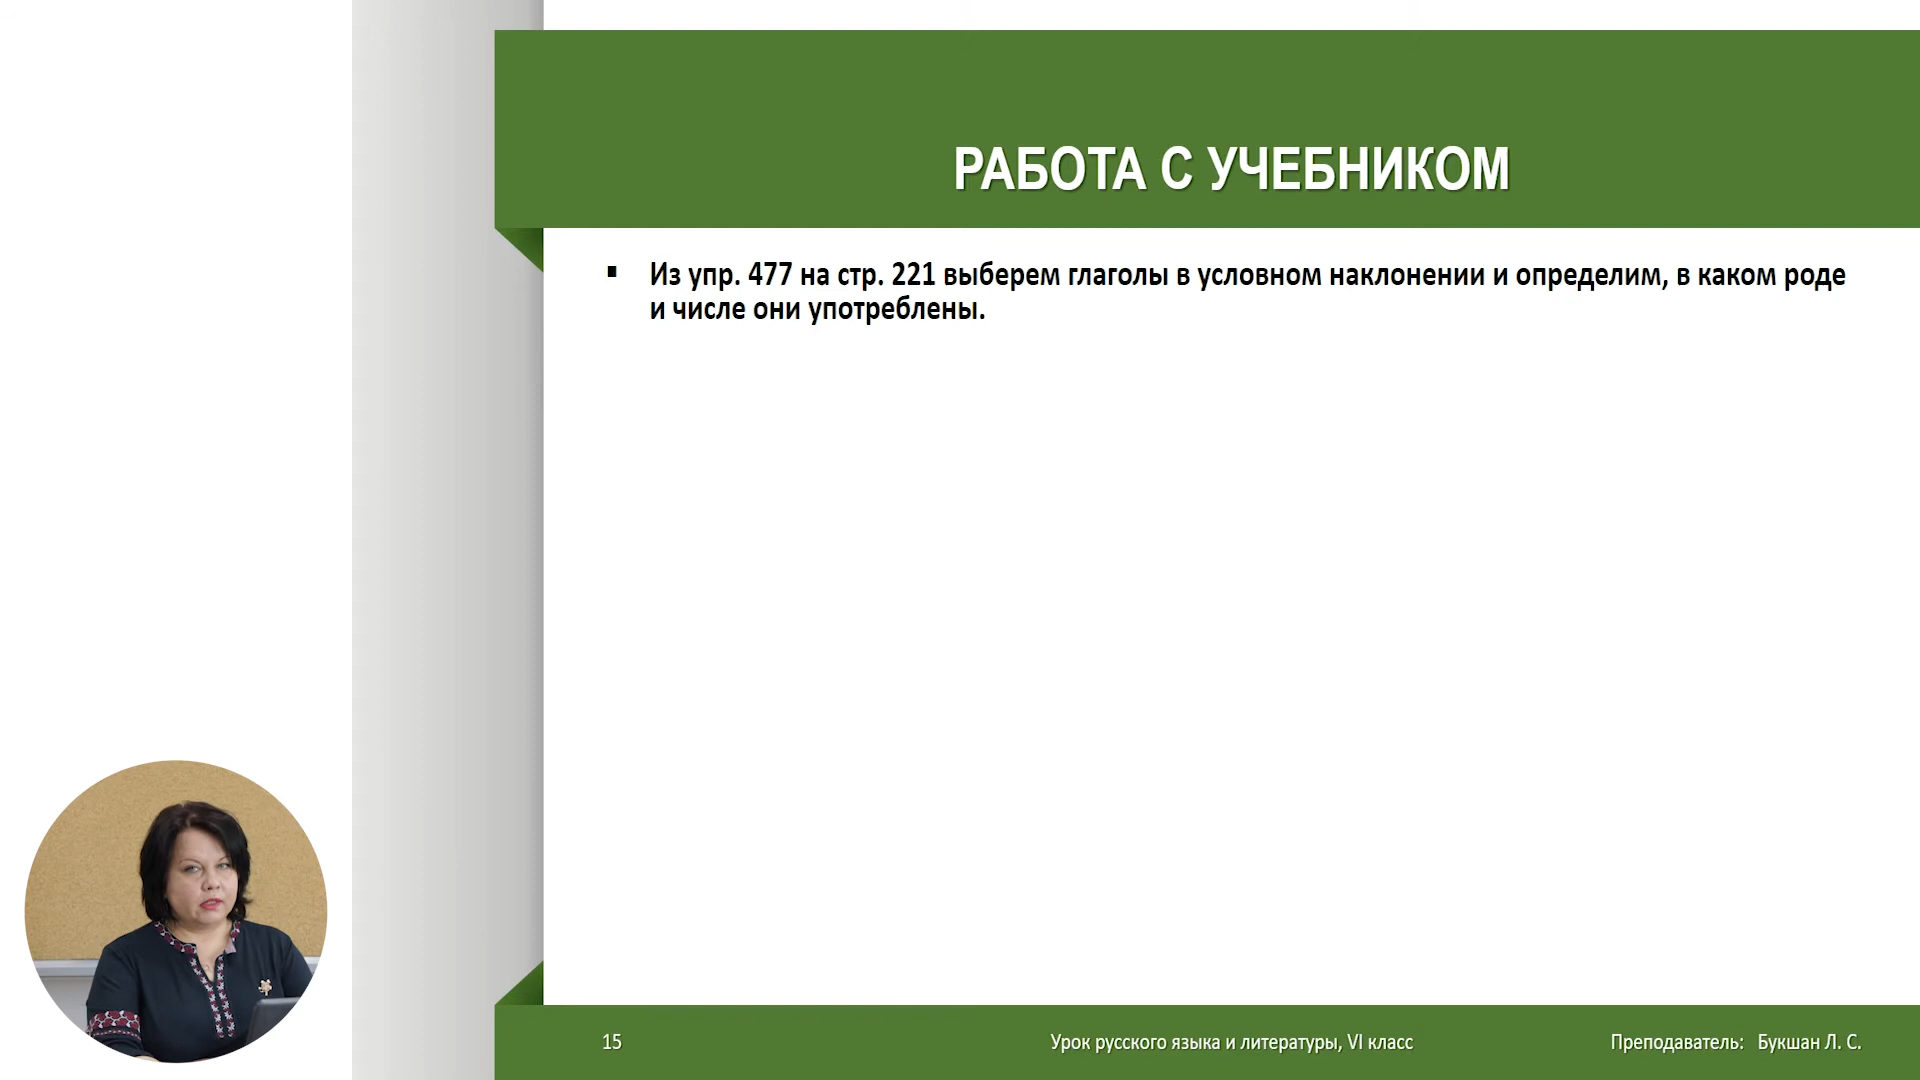 РАБОТА С УЧЕБНИКОМ
▪ Из упр. 477 на стр. 221 выберем глаголы в условном наклонении и определим, в каком роде
и числе они употреблены.
15 Урок русского языка и литературы, VI класс Преподаватель: Букшан Л. С.